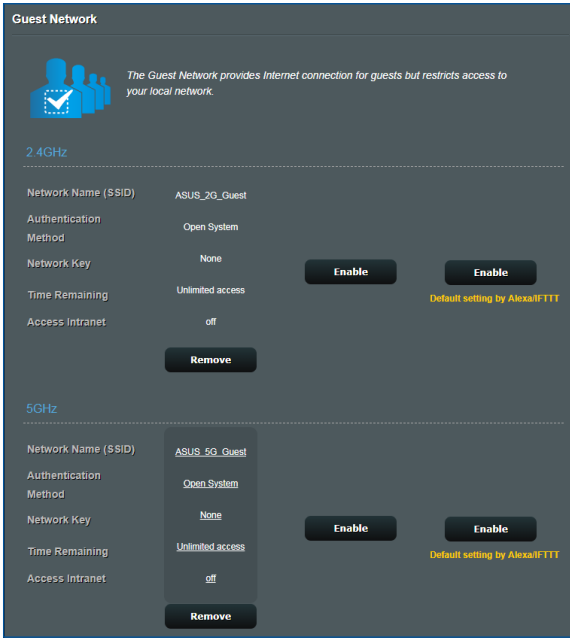 Guest Network
The Guest Network provides Internet connection for guests but restricts access to
your local network.
2.4GHz
Network Name (SSID) ASUS_2G_Guest
Authentication
Method Open System
Network Key None
Enable Enable
Time Remaining Unlimited access
Default setting by Alexa/IFTTT
Access Intranet off
Remove
5GHz
Network Name (SSID) ASUS_5G_Guest
Authentication
Method Open System
Network Key None
Enable Enable
Time Remaining Unlimited access
Default setting by Alexa/IFTTT
Access Intranet off
Remove